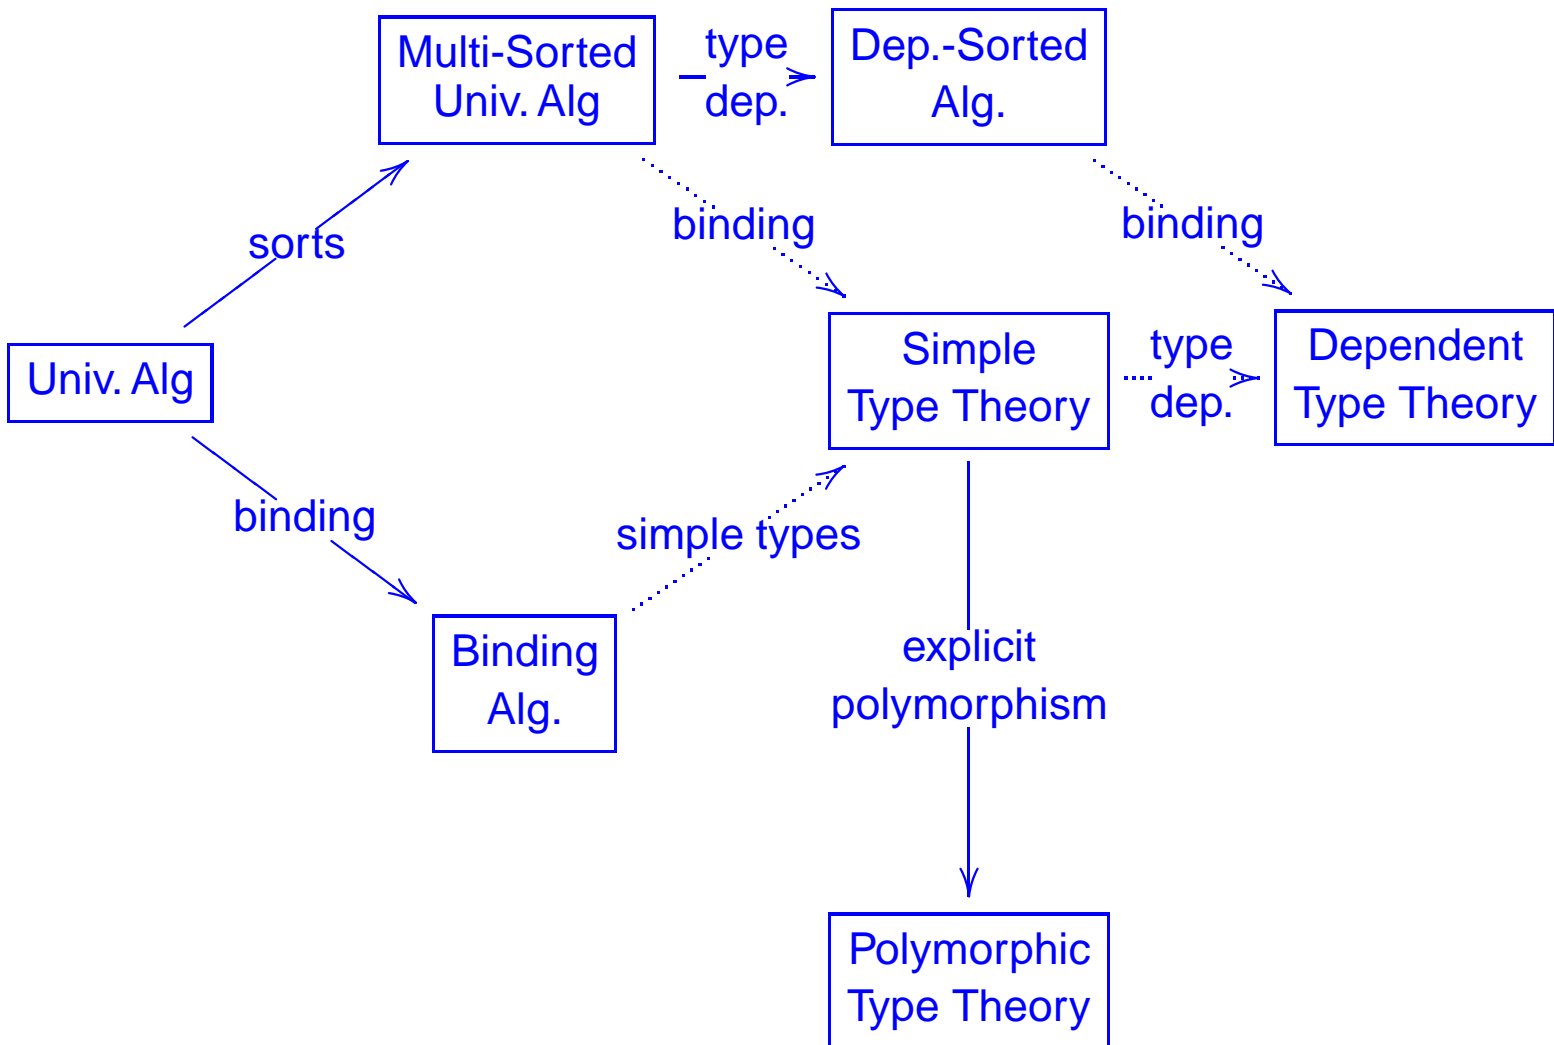 Multi-Sorted
Univ. Alg
type
dep.
Dep.-Sorted
Alg.
sorts
binding
binding
Univ. Alg
Simple
Type Theory
type
dep.
Dependent
Type Theory
binding
simple types
Binding
Alg.
explicit
polymorphism
Polymorphic
Type Theory